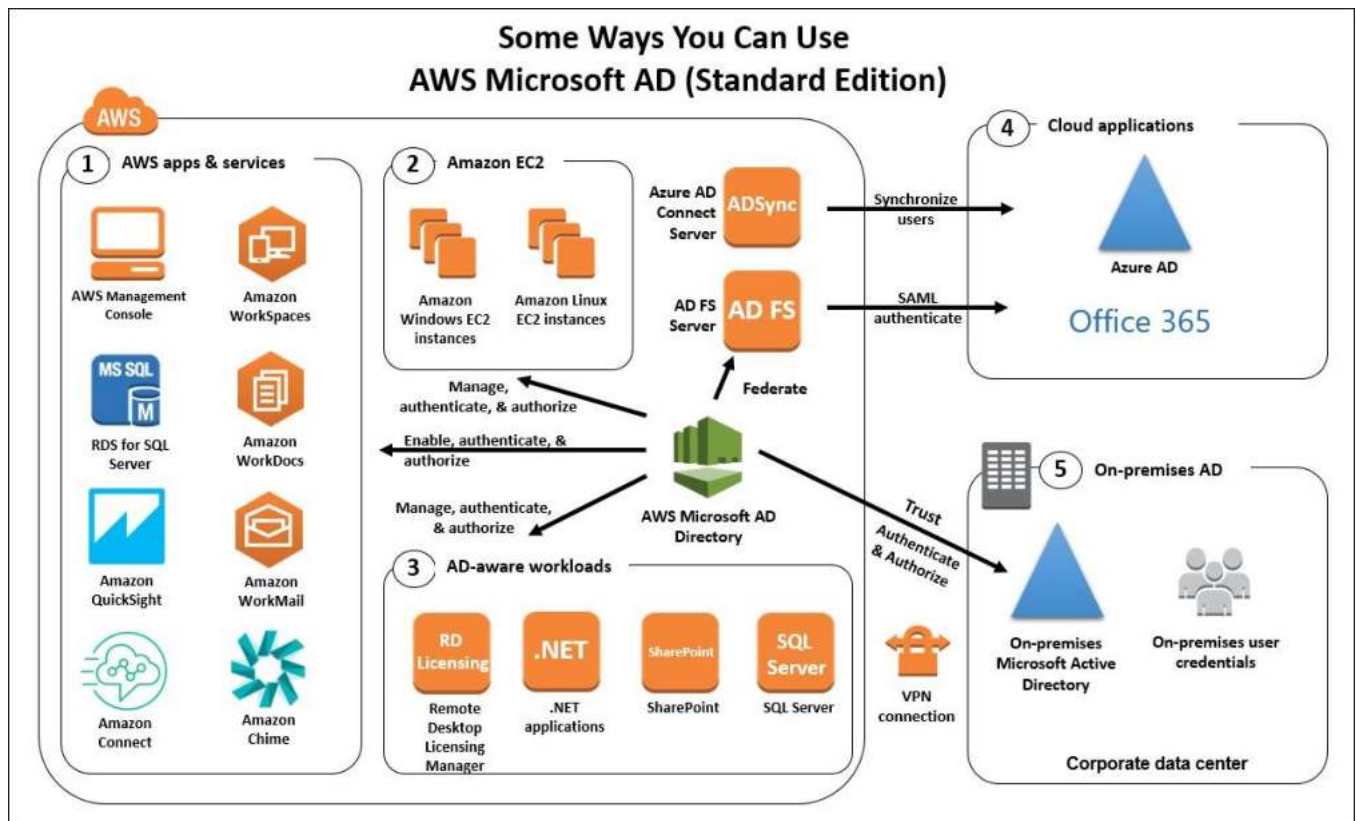 Some Ways You Can Use
AWS Microsoft AD (Standard Edition)
AWS
1
AWS apps & services
AWS Management
Console
Amazon
WorkSpaces
MS SQL
M
RDS for SQL
Server
Amazon
WorkDocs
Amazon
QuickSight
Amazon
WorkMail
Amazon
Connect
Amazon
Chime
2
Amazon EC2
Amazon
Windows EC2
instances
Amazon Linux
EC2 instances
Azure AD
Connect
Server
ADSync
AD FS
Server
AD FS
Synchronize
users
SAML
authenticate
4
Cloud applications
Azure AD
Office 365
Manage,
authenticate, & authorize
Federate
Enable, authenticate, &
authorize
Manage, authenticate,
& authorize
AWS Microsoft AD
Directory
Trust
Authenticate
& Authorize
3
AD-aware workloads
RD
Licensing
Remote
Desktop
Licensing
Manager
.NET
.NET
applications
SharePoint
SharePoint
SQL
Server
SQL Server
VPN
connection
5
On-premises AD
On-premises
Microsoft Active
Directory
On-premises user
credentials
Corporate data center